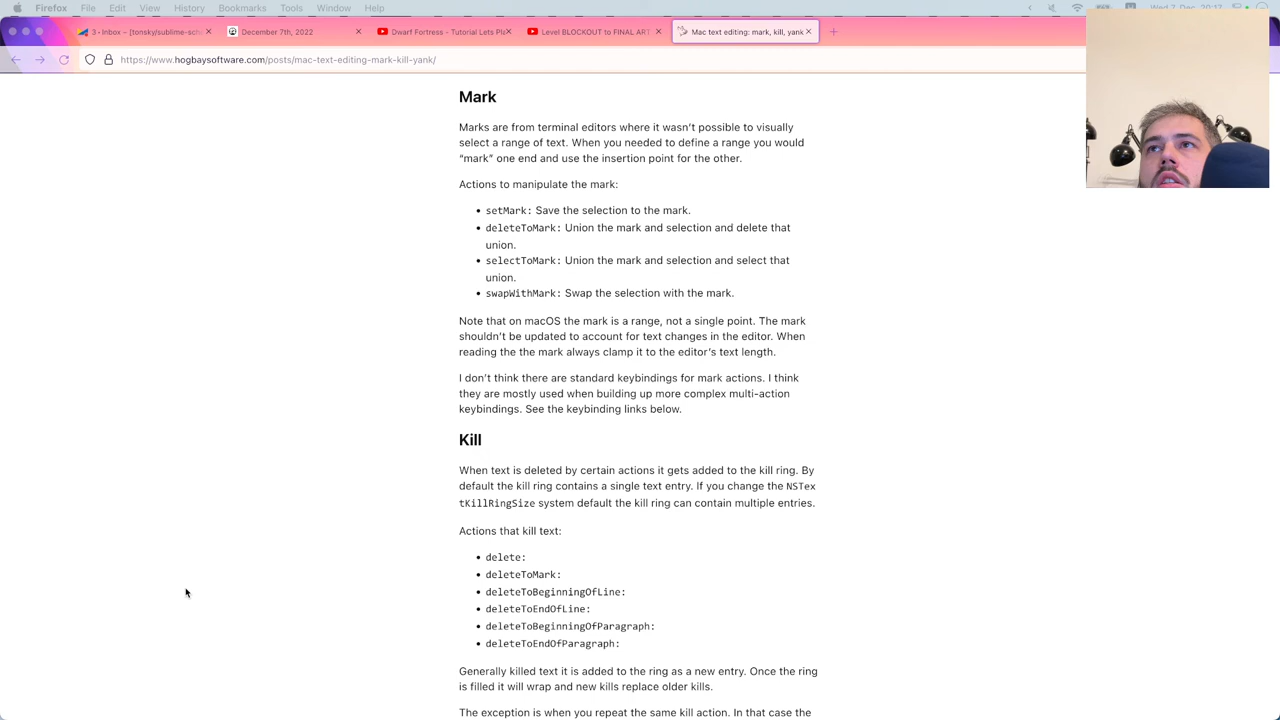 Firefox File Edit View History Bookmarks Tools Window Help
3 · Inbox – [tonsky/sublime-sch
December 7th, 2022
Dwarf Fortress - Tutorial Lets Pla
Level BLOCKOUT to FINAL ART
Mac text editing: mark, kill, yank
https://www.hogbaysoftware.com/posts/mac-text-editing-mark-kill-yank/
Mark
Marks are from terminal editors where it wasn't possible to visually
select a range of text. When you needed to define a range you would
“mark” one end and use the insertion point for the other.
Actions to manipulate the mark:
• setMark: Save the selection to the mark.
• deleteToMark: Union the mark and selection and delete that
union.
• selectToMark: Union the mark and selection and select that
union.
• swapWithMark: Swap the selection with the mark.
Note that on macOS the mark is a range, not a single point. The mark
shouldn't be updated to account for text changes in the editor. When
reading the the mark always clamp it to the editor's text length.
I don't think there are standard keybindings for mark actions. I think
they are mostly used when building up more complex multi-action
keybindings. See the keybinding links below.
Kill
When text is deleted by certain actions it gets added to the kill ring. By
default the kill ring contains a single text entry. If you change the NSTex
tKillRingSize system default the kill ring can contain multiple entries.
Actions that kill text:
• delete:
• deleteToMark:
• deleteToBeginningOfLine:
• deleteToEndOfLine:
• deleteToBeginningOfParagraph:
• deleteToEndOfParagraph:
Generally killed text it is added to the ring as a new entry. Once the ring
is filled it will wrap and new kills replace older kills.
The exception is when you repeat the same kill action. In that case the